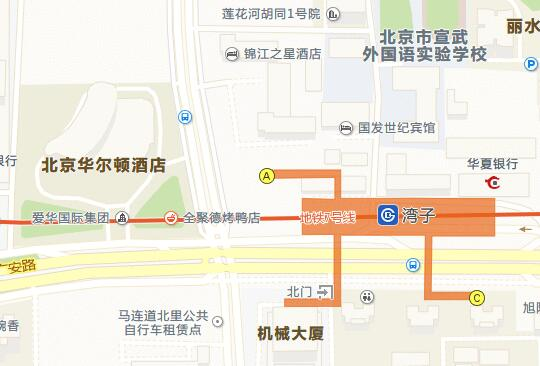 莲花河胡同1号院
丽水
北京市宣武
外国语实验学校
锦江之星酒店
P
国发世纪宾馆
银行
北京华尔顿酒店
华夏银行
A
爱华国际集团
全聚德烤鸭店
地铁7号线
湾子
广安路
北门
C
马连道北里公共
自行车租赁点
机械大厦
旭
碗香